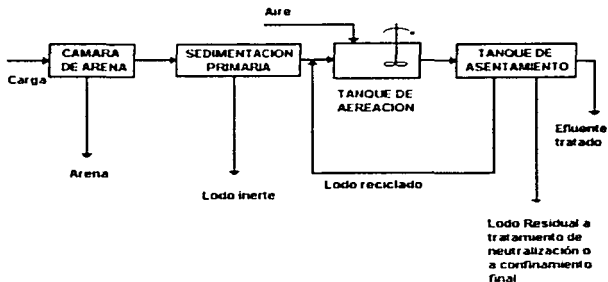 Aire
CAMARA
DE ARENA
SEDIMENTACION
PRIMARIA
TANQUE DE
ASENTAMIENTO
Carga
TANQUE DE
AEREACION
Efluente
tratado
Arena
Lodo inerte
Lodo reciclado
Lodo Residual a
tratamiento de
neutralización o
a confinamiento
final